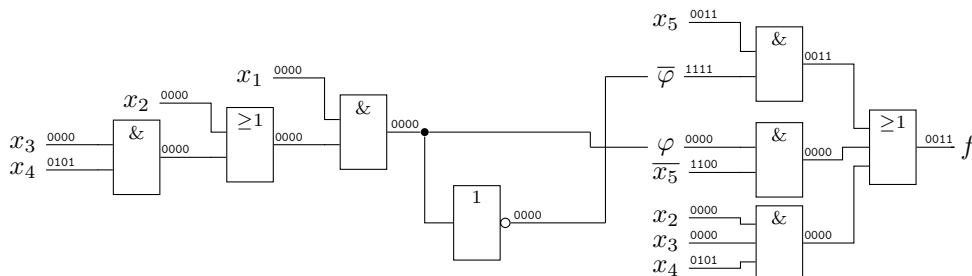 x₅ 0011
& 0011
x₁ 0000
φ̅ 1111
x₂ 0000
& 0000
≥1 0000
≥1 0011 f
x₃ 0000
& 0000
φ 0000
& 0000
x₄ 0101
x̅₅ 1100
1 0000
x₂ 0000
& 0000
x₃ 0000
x₄ 0101